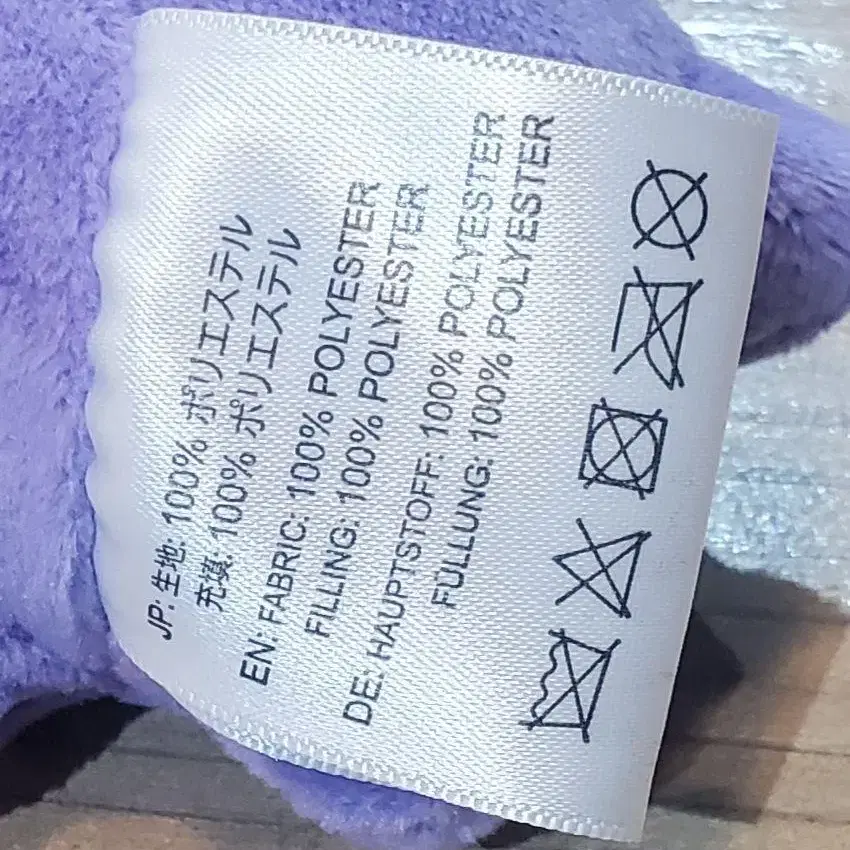 JP: 生地: 100% ポリエステル
充填: 100% ポリエステル
EN: FABRIC: 100% POLYESTER
FILLING: 100% POLYESTER
DE: HAUPTSTOFF: 100% POLYESTER
FÜLLUNG: 100% POLYESTER